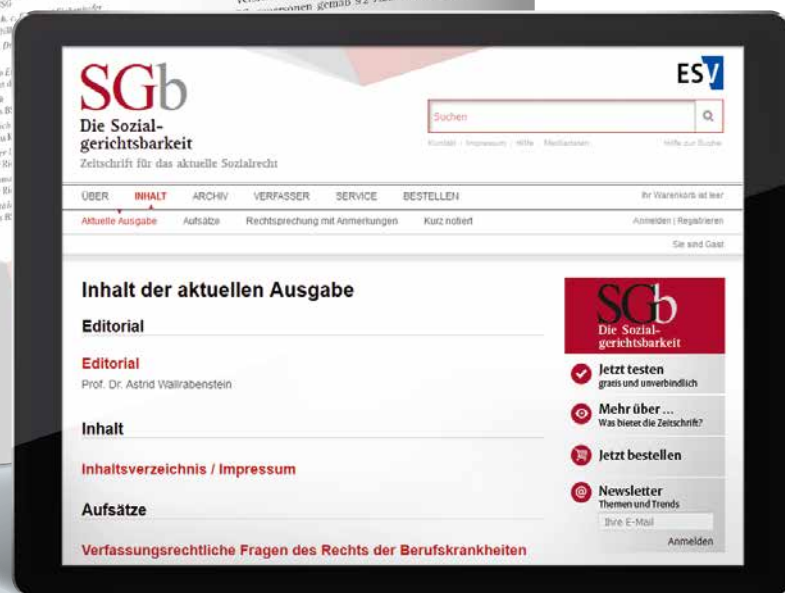 personen gemäß § 2
SGb
Die Sozial-
gerichtsbarkeit
Zeitschrift für das aktuelle Sozialrecht
ESV
Suchen
Kontakt / Impressum / Hilfe Mediadaten Hilfe zur Suche
ÜBER INHALT ARCHIV VERFASSER SERVICE BESTELLEN Ihr Warenkorb ist leer
Aktuelle Ausgabe Aufsätze Rechtsprechung mit Anmerkungen Kurz notiert Anmelden | Registrieren
Sie sind Gast
Inhalt der aktuellen Ausgabe
Editorial
Editorial
Prof. Dr. Astrid Wallrabenstein
Inhalt
Inhaltsverzeichnis / Impressum
Aufsätze
Verfassungsrechtliche Fragen des Rechts der Berufskrankheiten
SGb
Die Sozial-
gerichtsbarkeit
Jetzt testen
gratis und unverbindlich
Mehr über ...
Was bietet die Zeitschrift?
Jetzt bestellen
Newsletter
Themen und Trends
Ihre E-Mail
Anmelden